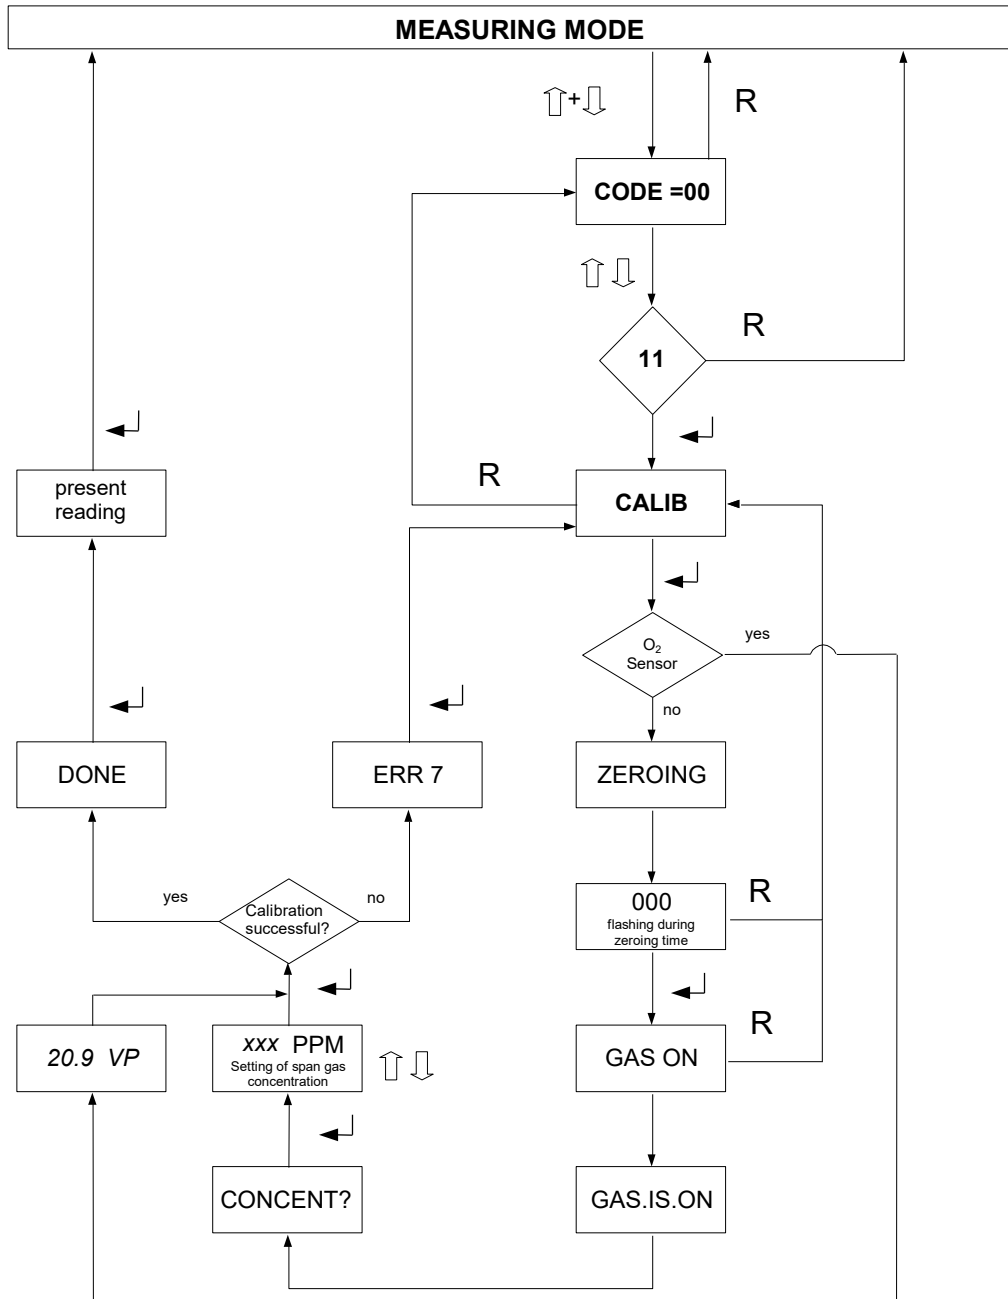 MEASURING MODE
+
R
CODE =00
R
11
R
present
reading
CALIB
O2
Sensor
yes
no
DONE
ERR 7
ZEROING
yes
no
Calibration
successful?
000
flashing during
zeroing time
R
20.9 VP
xxx PPM
Setting of span gas
concentration
R
GAS ON
CONCENT?
GAS.IS.ON